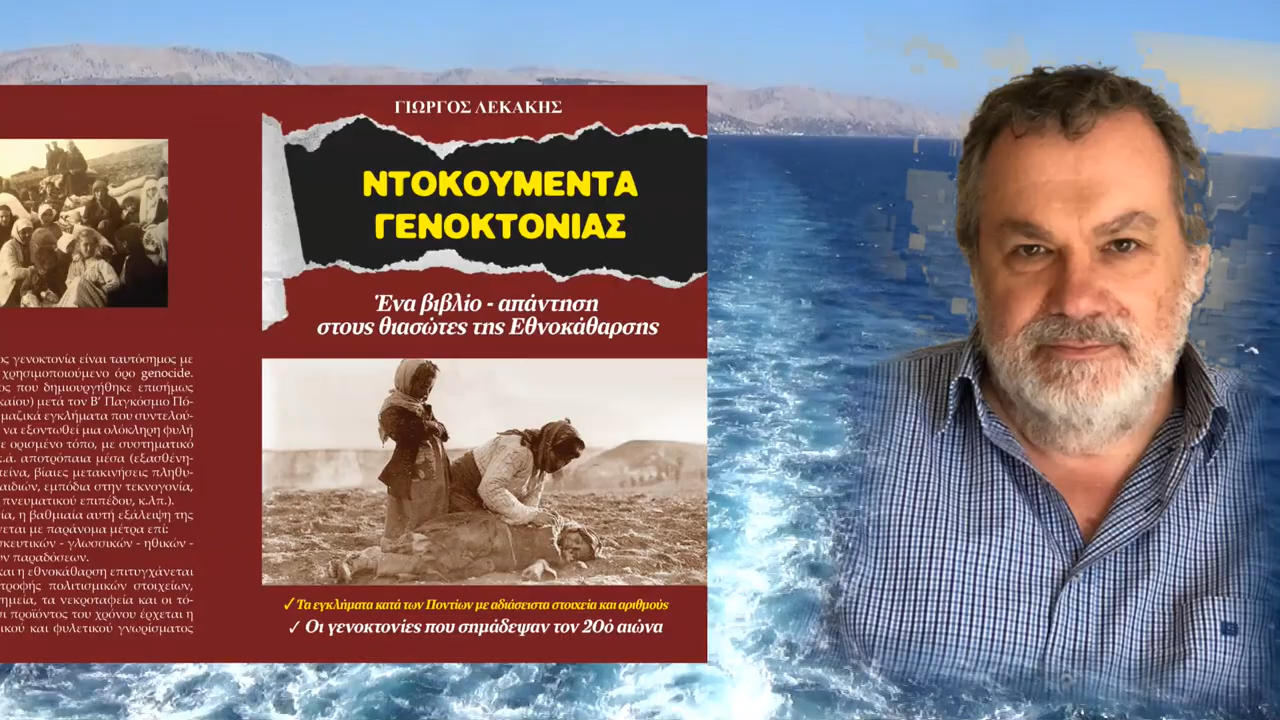 ΓΙΩΡΓΟΣ ΛΕΚΑΚΗΣ
ΝΤΟΚΟΥΜΕΝΤΑ
ΓΕΝΟΚΤΟΝΙΑΣ
Ένα βιβλίο - απάντηση
στους θιασώτες της Εθνοκάθαρσης
✓ Τα εγκλήματα κατά των Ποντίων με αδιάσειστα στοιχεία και αριθμούς
✓ Οι γενοκτονίες που σημάδεψαν τον 20ό αιώνα
γενοκτονία είναι ταυτόσημος με
χρησιμοποιούμενο όρο genocide.
που δημιουργήθηκε επισήμως
μετά τον Β' Παγκόσμιο Πό-
μαζικά εγκλήματα που συντελού-
να εξοντωθεί μια ολόκληρη φυλή
ορισμένο τόπο, με συστηματικό
κ.ά. αποτρόπαια μέσα (εξασθένη-
βίαιες μετακινήσεις πληθυ-
εμπόδια στην τεκνογονία,
πνευματικού επιπέδου, κ.λπ.).
η βαθμιαία αυτή εξάλειψη της
με παράνομα μέτρα επί:
- γλωσσικών - ηθικών -
παραδόσεων.
και η εθνοκάθαρση επιτυγχάνεται
πολιτισμικών στοιχείων,
τα νεκροταφεία και οι τό-
προϊόντος του χρόνου έρχεται η
και φυλετικού γνωρίσματος